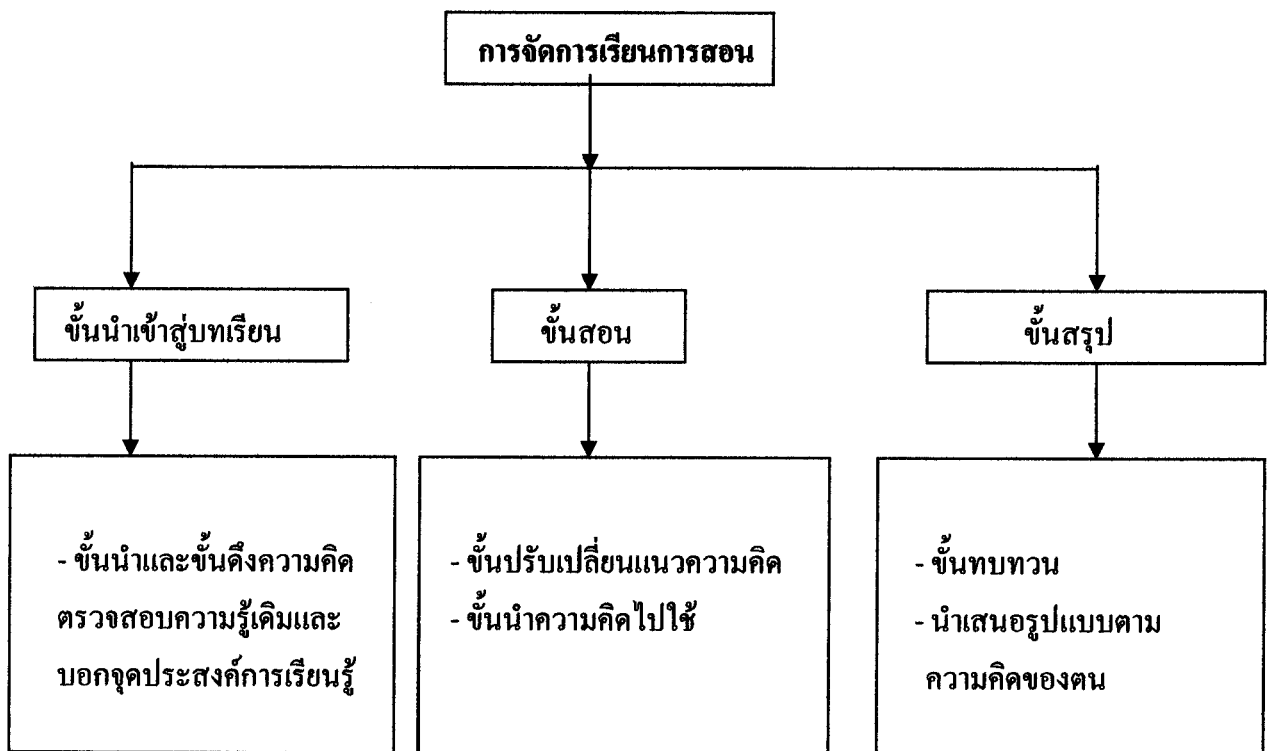 การจัดการเรียนการสอน
ขั้นนำเข้าสู่บทเรียน
ขั้นสอน
ขั้นสรุป
- ขั้นนำและขั้นดึงความคิด
ตรวจสอบความรู้เดิมและ
บอกจุดประสงค์การเรียนรู้
- ขั้นปรับเปลี่ยนแนวความคิด
- ขั้นนำความคิดไปใช้
- ขั้นทบทวน
- นำเสนอรูปแบบตาม
ความคิดของตน